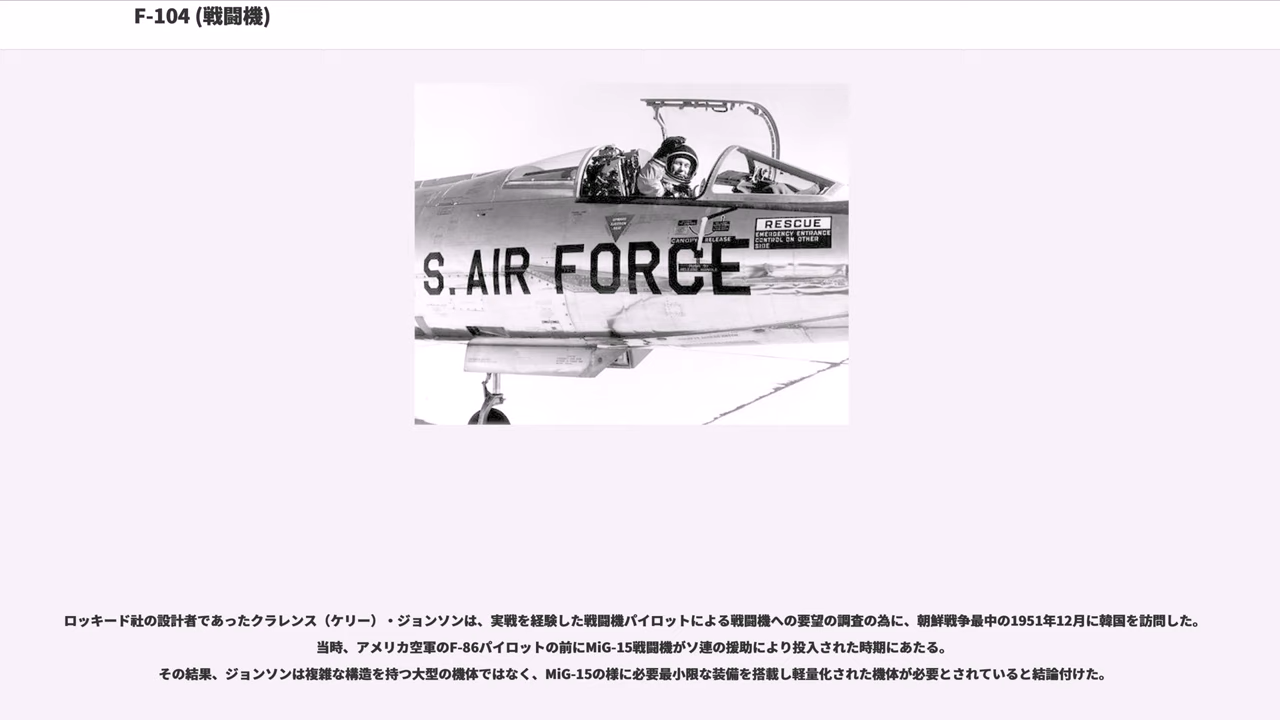 F-104 (戦闘機)
RESCUE
EMERGENCY ENTRANCE
CONTROL ON OTHER
SIDE
CANOPY RELEASE
S. AIR FORCE
ロッキード社の設計者であったクラレンス（ケリー）・ジョンソンは、実戦を経験した戦闘機パイロットによる戦闘機への要望の調査の為に、朝鮮戦争最中の1951年12月に韓国を訪問した。
当時、アメリカ空軍のF-86パイロットの前にMiG-15戦闘機がソ連の援助により投入された時期にあたる。
その結果、ジョンソンは複雑な構造を持つ大型の機体ではなく、MiG-15の様に必要最小限な装備を搭載し軽量化された機体が必要とされていると結論付けた。